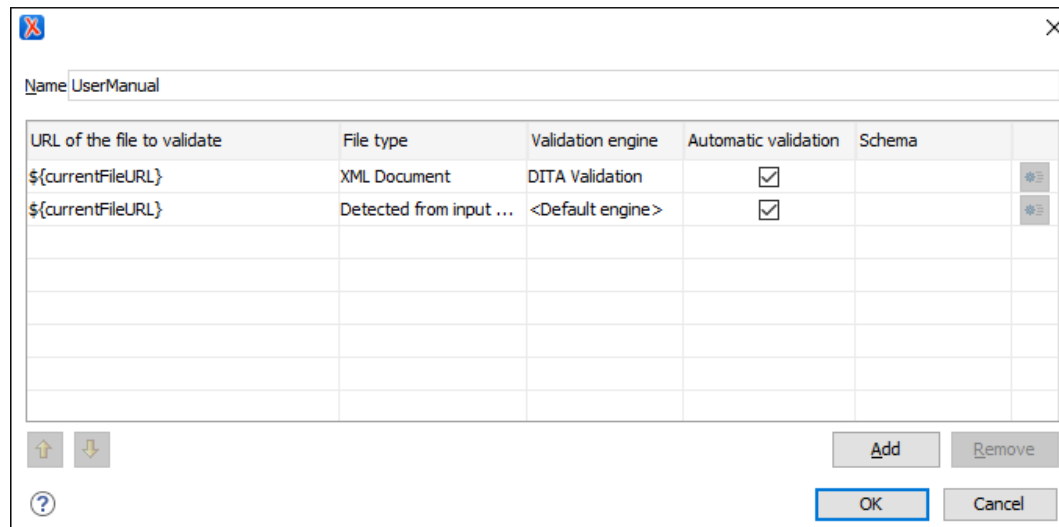 Name UserManual
URL of the file to validate File type Validation engine Automatic validation Schema
${currentFileURL} XML Document DITA Validation
${currentFileURL} Detected from input ... <Default engine>
Add Remove
? OK Cancel